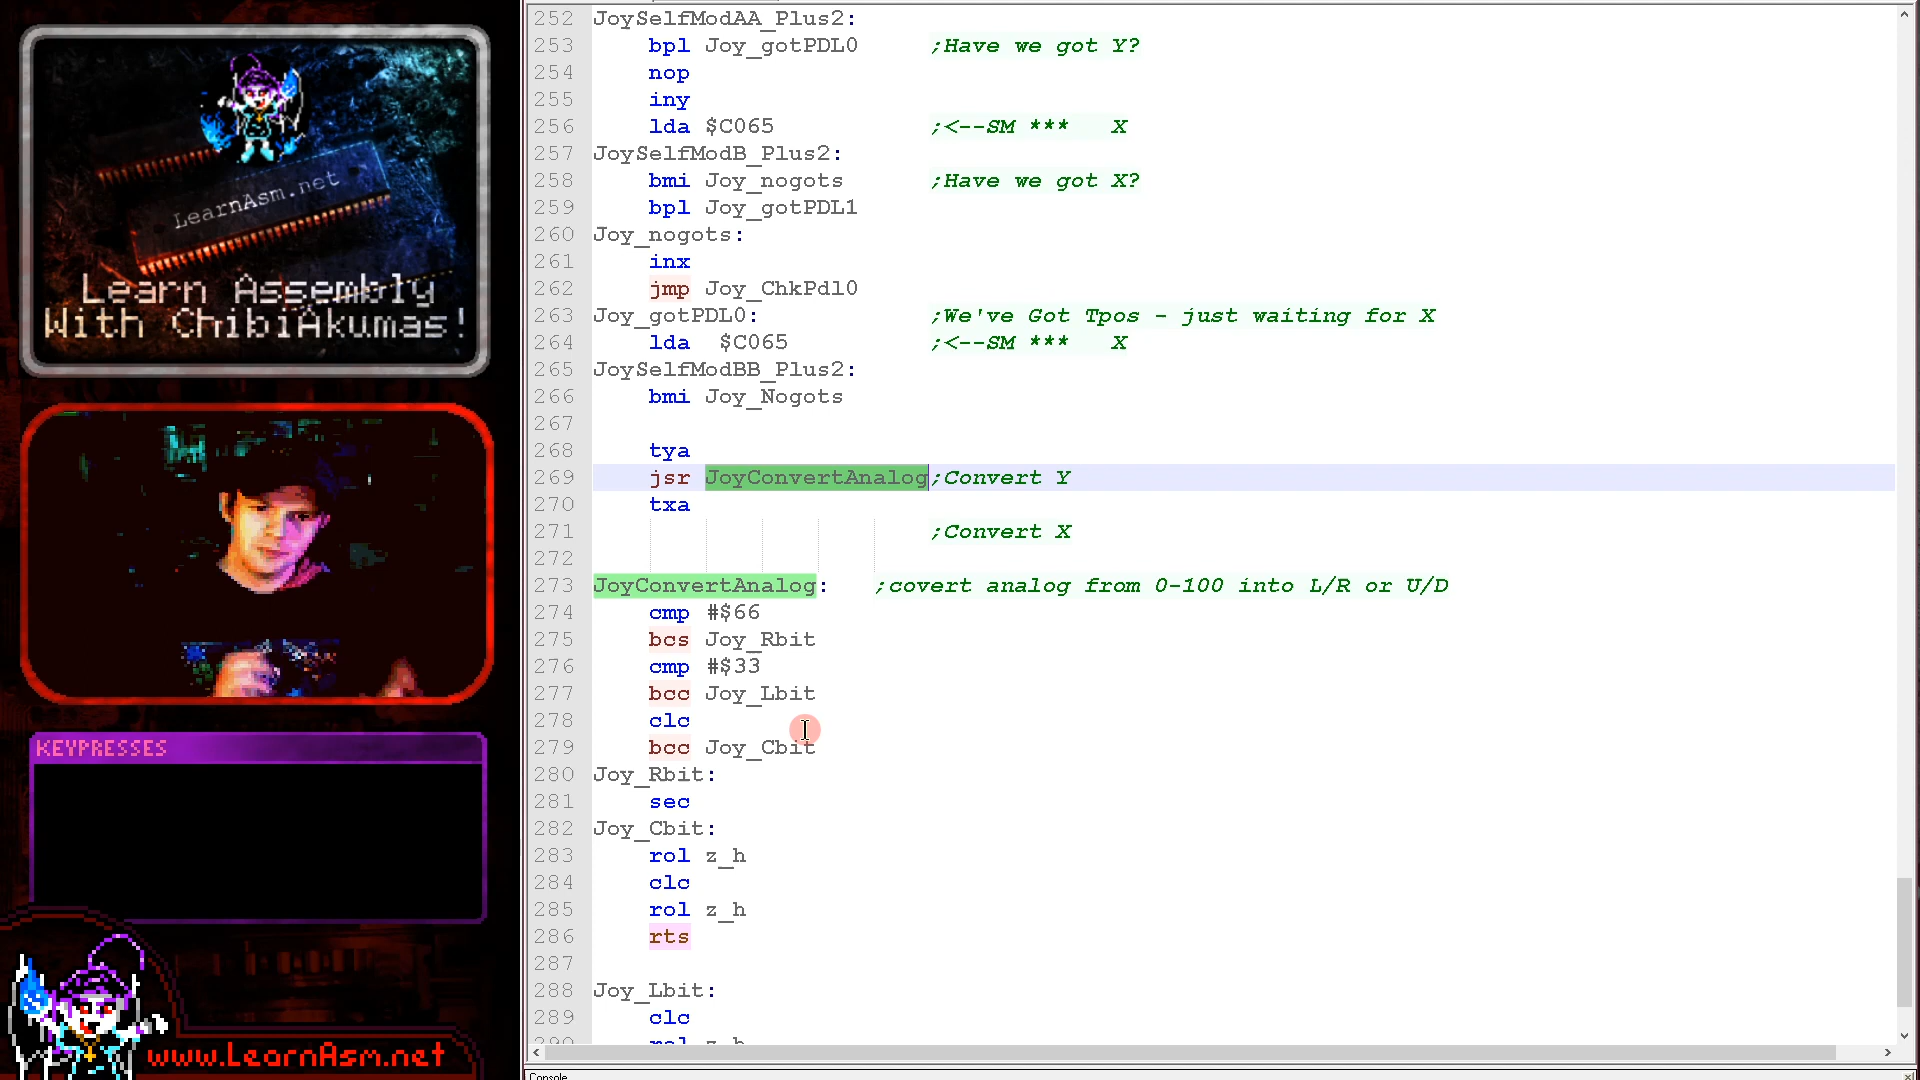 LearnAsm.net
Learn Assembly
With ChibiAkumas!
KEYPRESSES
www.LearnAsm.net
252 JoySelfModAA_Plus2:
253 bpl Joy_gotPDL0 ;Have we got Y?
254 nop
255 iny
256 lda $C065 ;<--SM *** X
257 JoySelfModB_Plus2:
258 bmi Joy_nogots ;Have we got X?
259 bpl Joy_gotPDL1
260 Joy_nogots:
261 inx
262 jmp Joy_ChkPdl0
263 Joy_gotPDL0: ;We've Got Tpos - just waiting for X
264 lda $C065 ;<--SM *** X
265 JoySelfModBB_Plus2:
266 bmi Joy_Nogots
267
268 tya
269 jsr JoyConvertAnalog;Convert Y
270 txa
271 ;Convert X
272
273 JoyConvertAnalog: ;covert analog from 0-100 into L/R or U/D
274 cmp #$66
275 bcs Joy_Rbit
276 cmp #$33
277 bcc Joy_Lbit
278 clc
279 bcc Joy_Cbit
280 Joy_Rbit:
281 sec
282 Joy_Cbit:
283 rol z_h
284 clc
285 rol z_h
286 rts
287
288 Joy_Lbit:
289 clc
290 rol z_h
Console